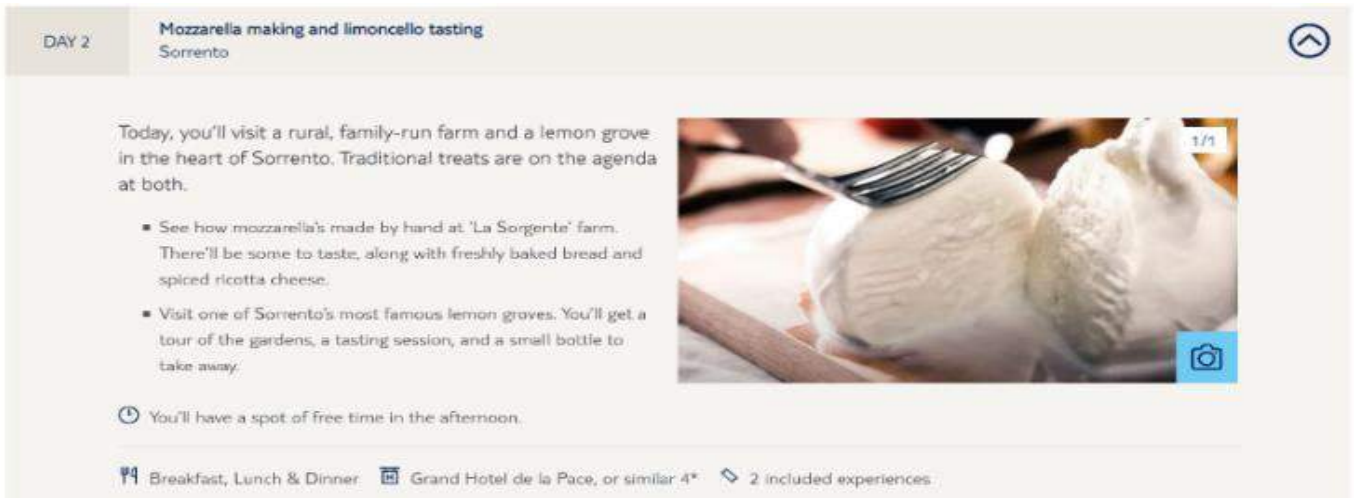 DAY 2
Mozzarella making and limoncello tasting
Sorrento
Today, you'll visit a rural, family-run farm and a lemon grove
in the heart of Sorrento. Traditional treats are on the agenda
at both.
▪ See how mozzarella's made by hand at 'La Sorgente' farm.
There'll be some to taste, along with freshly baked bread and
spiced ricotta cheese.
▪ Visit one of Sorrento's most famous lemon groves. You'll get a
tour of the gardens, a tasting session, and a small bottle to
take away.
1/1
You'll have a spot of free time in the afternoon.
Breakfast, Lunch & Dinner Grand Hotel de la Pace, or similar 4* 2 included experiences